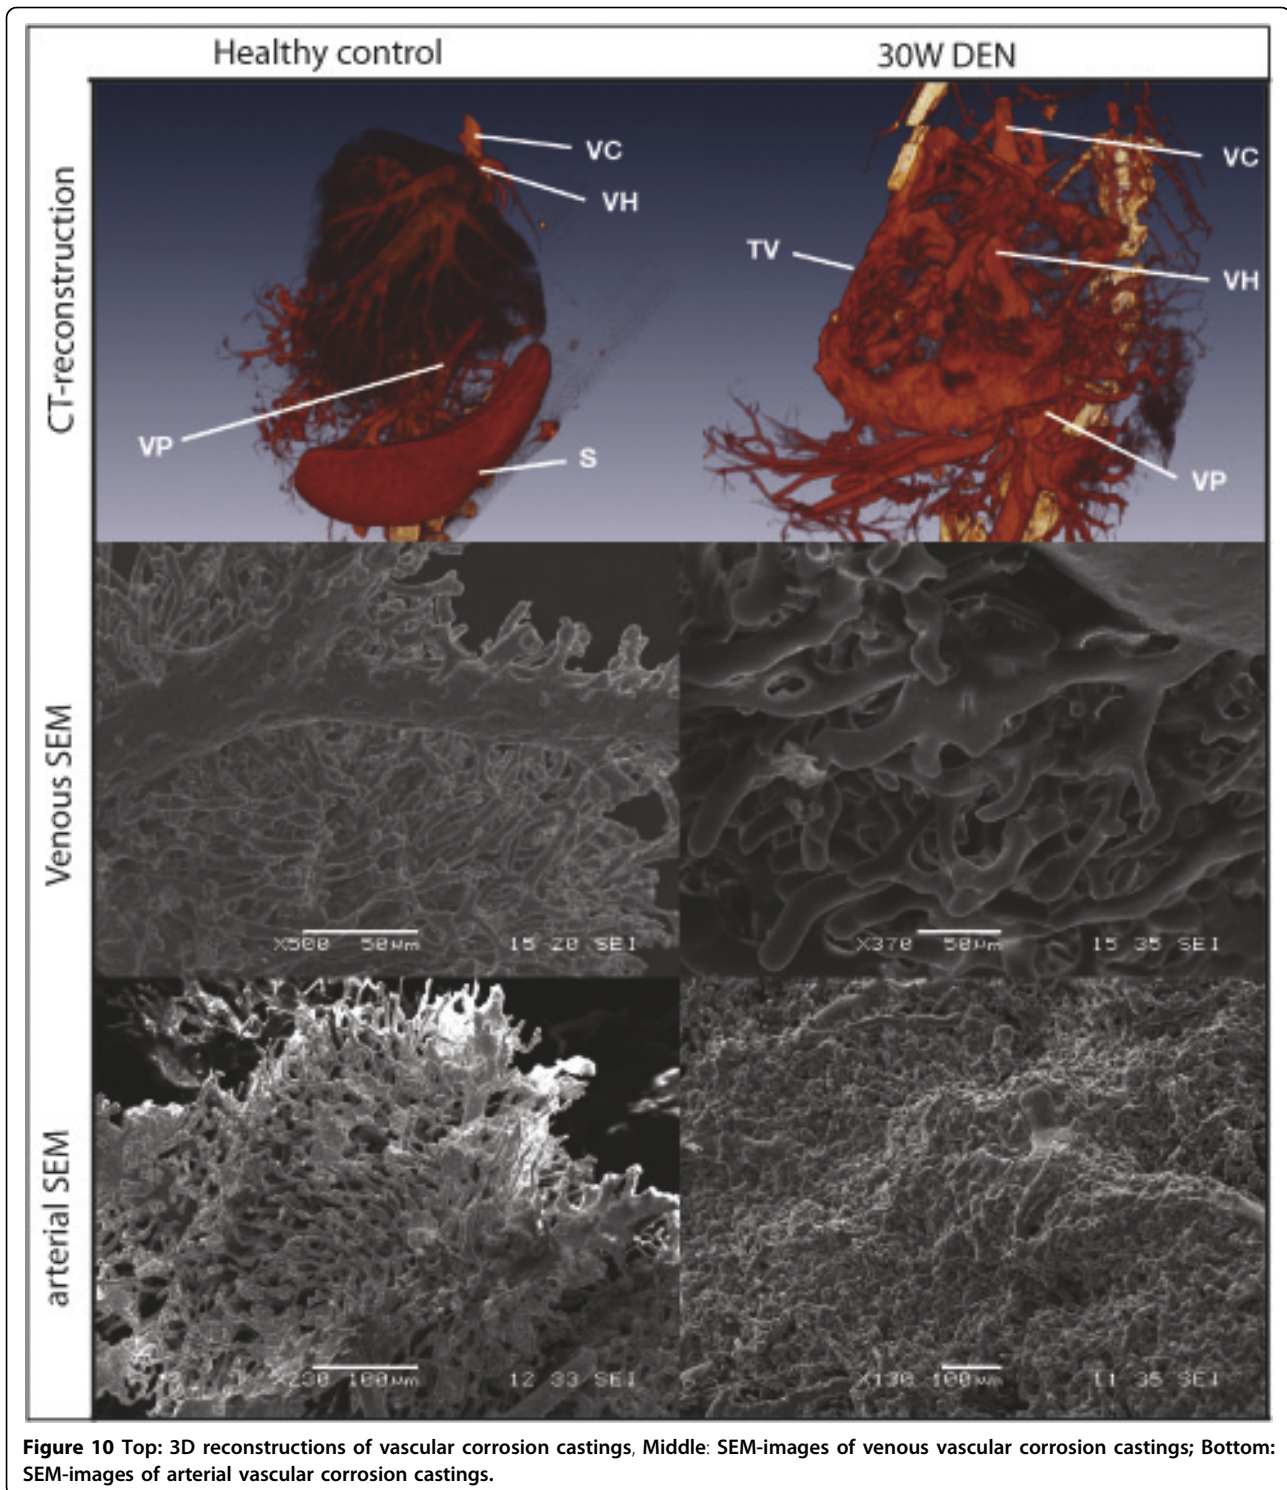 Healthy control
30W DEN
CT-reconstruction
VC
VH
VP
S
VC
TV
VH
VP
Venous SEM
X500 50µm 15 20 SEI
X370 50µm 15 35 SEI
arterial SEM
X230 100µm 12 33 SEI
X130 100µm 11 35 SEI
Figure 10 Top: 3D reconstructions of vascular corrosion castings, Middle: SEM-images of venous vascular corrosion castings; Bottom:
SEM-images of arterial vascular corrosion castings.